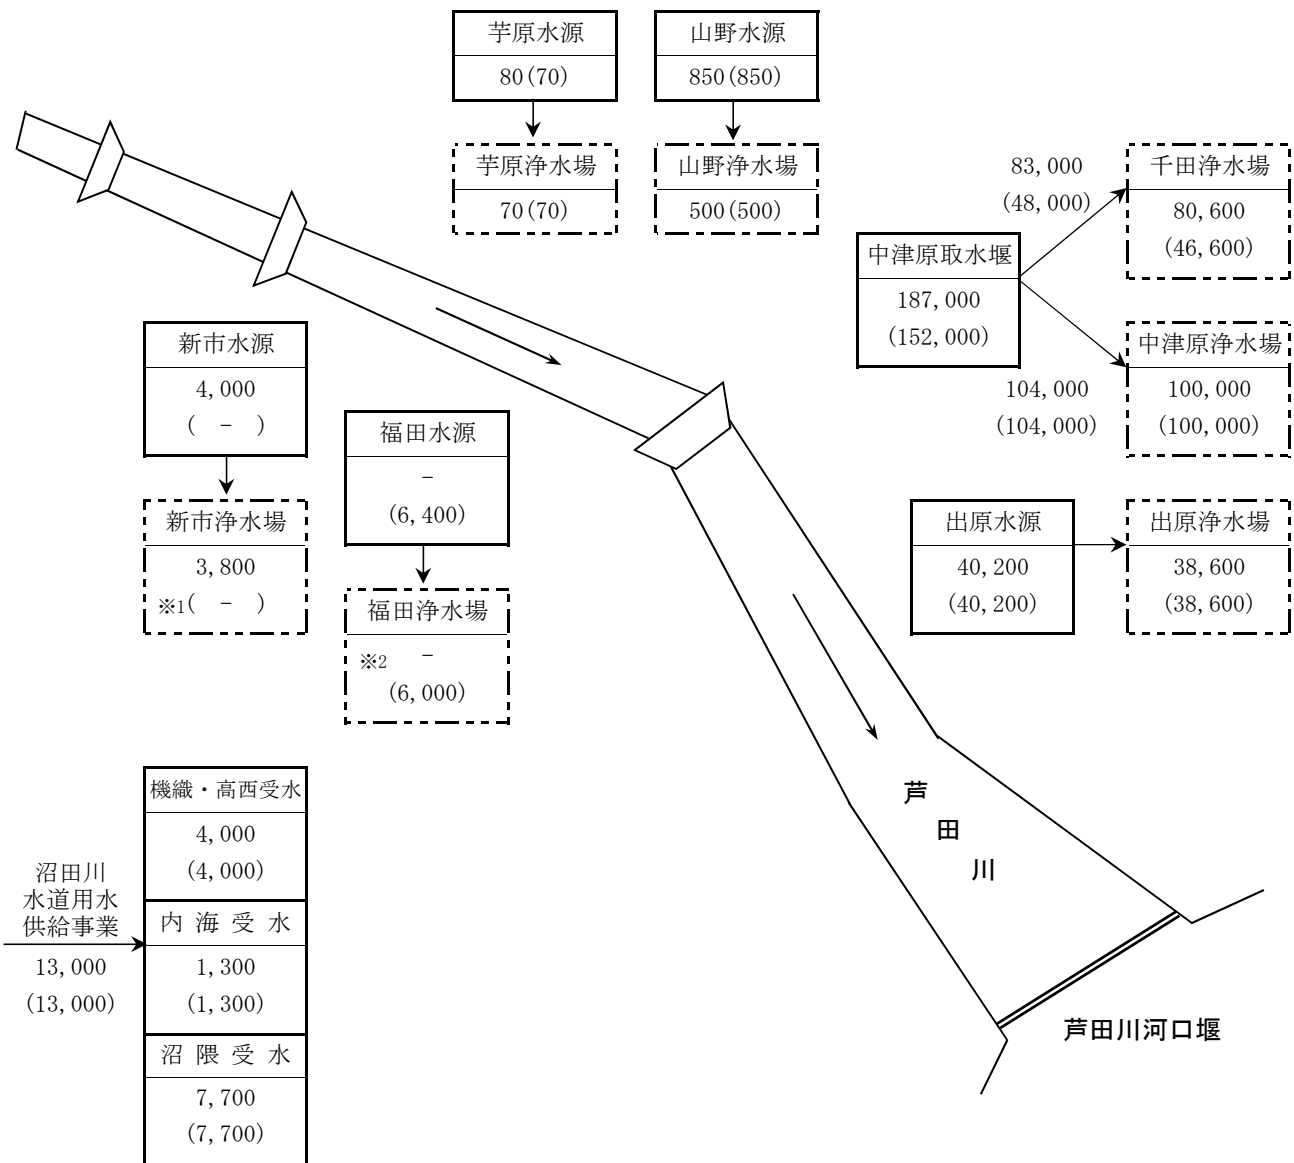 芋原水源
80(70)
芋原浄水場
70(70)
山野水源
850(850)
山野浄水場
500(500)
中津原取水堰
187,000
(152,000)
83,000
(48,000)
千田浄水場
80,600
(46,600)
104,000
(104,000)
中津原浄水場
100,000
(100,000)
新市水源
4,000
( - )
新市浄水場
3,800
※1( - )
福田水源
-
(6,400)
福田浄水場
※2 -
(6,000)
出原水源
40,200
(40,200)
出原浄水場
38,600
(38,600)
沼田川
水道用水
供給事業
13,000
(13,000)
機織・高西受水
4,000
(4,000)
内海受水
1,300
(1,300)
沼隈受水
7,700
(7,700)
芦田川
芦田川河口堰